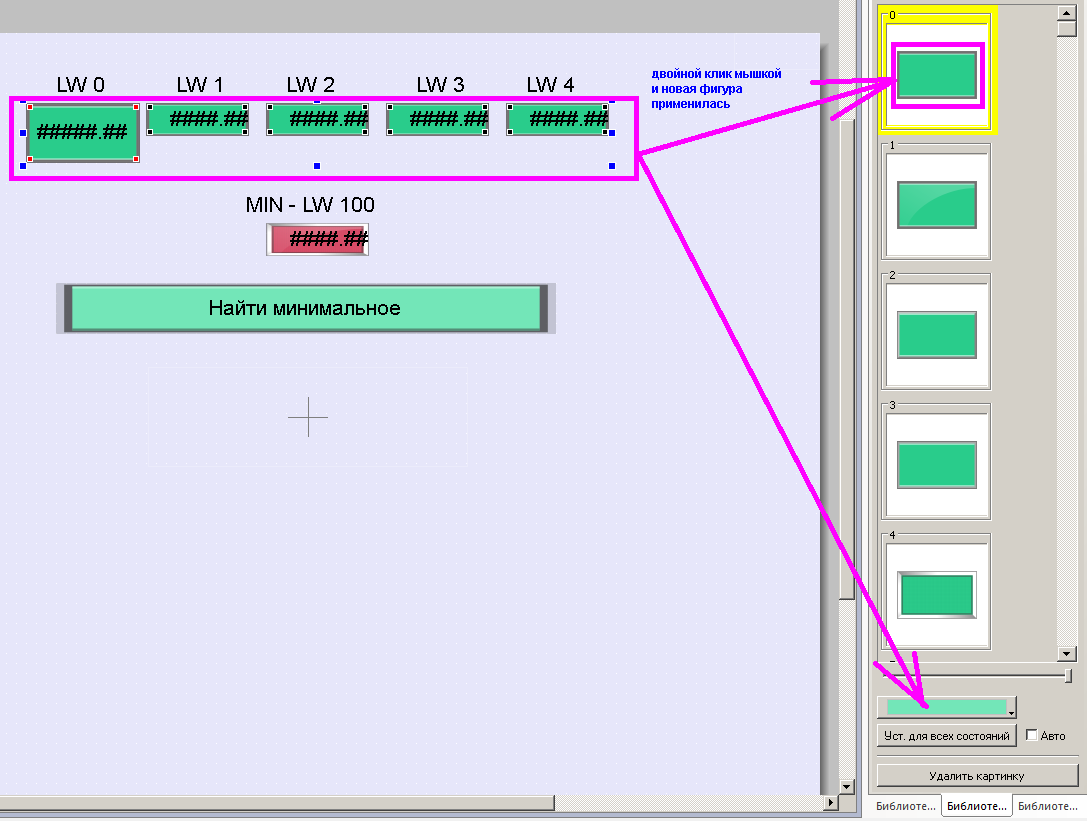 LW 0 LW 1 LW 2 LW 3 LW 4
#####.## ####.## ####.## ####.## ####.##
двойной клик мышкой
и новая фигура
применилась
MIN - LW 100
####.##
Найти минимальное
0
1
2
3
4
Уст. для всех состояний
Авто
Удалить картинку
Библиоте... Библиоте... Библиоте...